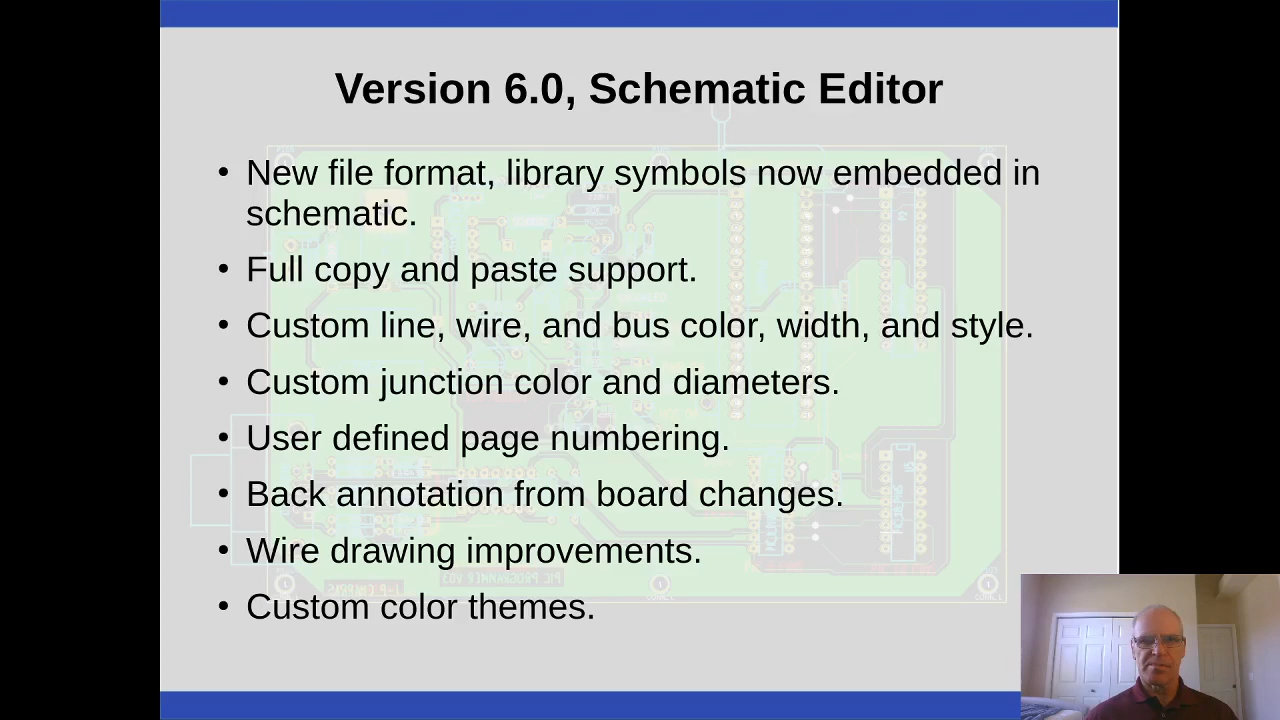 Version 6.0, Schematic Editor
• New file format, library symbols now embedded in
schematic.
• Full copy and paste support.
• Custom line, wire, and bus color, width, and style.
• Custom junction color and diameters.
• User defined page numbering.
• Back annotation from board changes.
• Wire drawing improvements.
• Custom color themes.